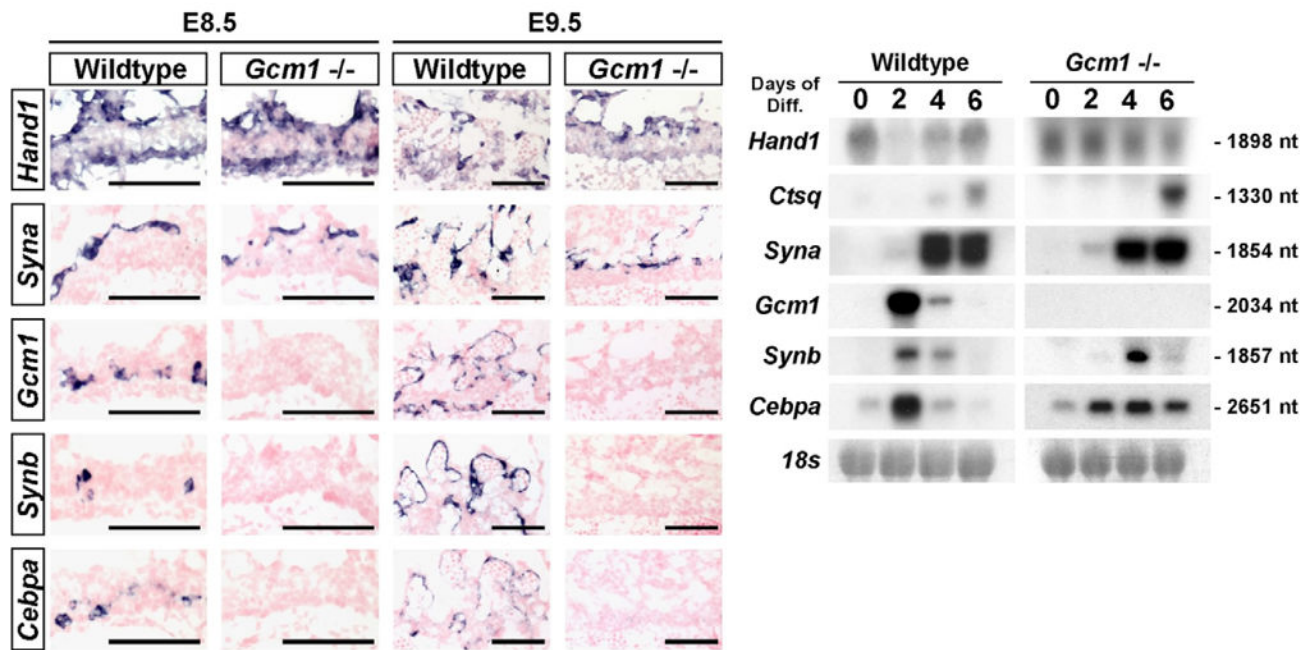 E8.5 E9.5
Wildtype Gcm1 -/- Wildtype Gcm1 -/-
Hand1
Syna
Gcm1
Synb
Cebpa
Wildtype Gcm1 -/-
Days of
Diff. 0 2 4 6 0 2 4 6
Hand1 - 1898 nt
Ctsq - 1330 nt
Syna - 1854 nt
Gcm1 - 2034 nt
Synb - 1857 nt
Cebpa - 2651 nt
18s